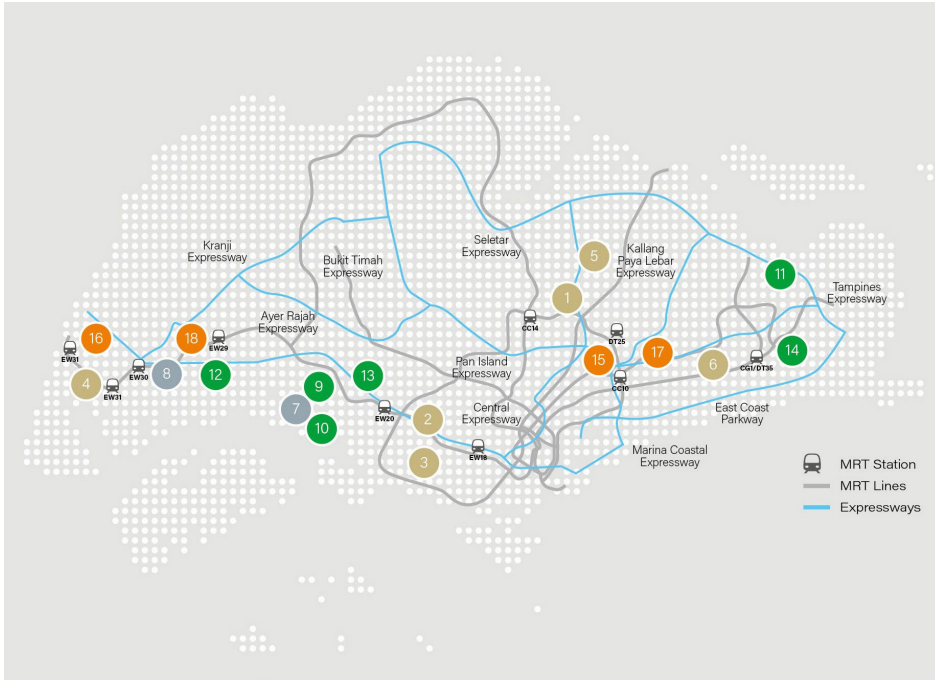 Kranji
Expressway
Bukit Timah
Expressway
Seletar
Expressway
5
Kallang
Paya Lebar
Expressway
11
Tampines
Expressway
1
Ayer Rajah
Expressway
CC14
DT25
16
18
EW29
EW31
15
17
14
Pan Island
Expressway
6
CG1/DT35
EW30
8
12
13
9
4
EW31
CC10
7
10
EW20
2
Central
Expressway
East Coast
Parkway
EW18
3
Marina Coastal
Expressway
MRT Station
MRT Lines
Expressways